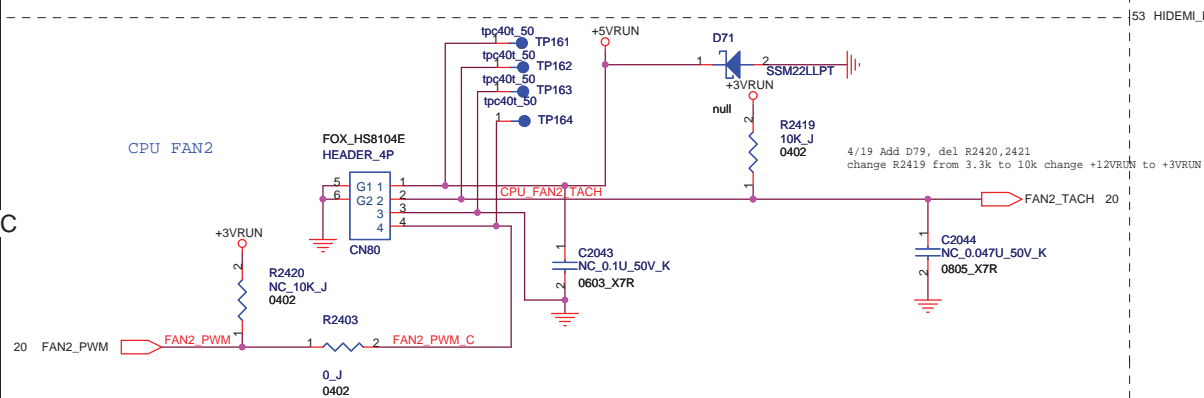 53 HIDEMI_
tpc40t_50
1 TP161
tpc40t_50
1 TP162
tpc40t_50
1 TP163
tpc40t_50
1 TP164
+5VRUN
D71
1 2
SSM22LLPT
+3VRUN
null
2
R2419
10K_J
0402
1
4/19 Add D79, del R2420,2421
change R2419 from 3.3k to 10k change +12VRUN to +3VRUN
CPU FAN2
FOX_HS8104E
HEADER_4P
5 G1 1 1
6 G2 2 2
3 3
4 4
CN80
CPU_FAN2_TACH
FAN2_TACH 20
C
+3VRUN
2
R2420
NC_10K_J
0402
1
1
C2043
NC_0.1U_50V_K
2
0603_X7R
1
C2044
NC_0.047U_50V_K
2
0805_X7R
R2403
20 FAN2_PWM
FAN2_PWM
1 2
FAN2_PWM_C
0_J
0402